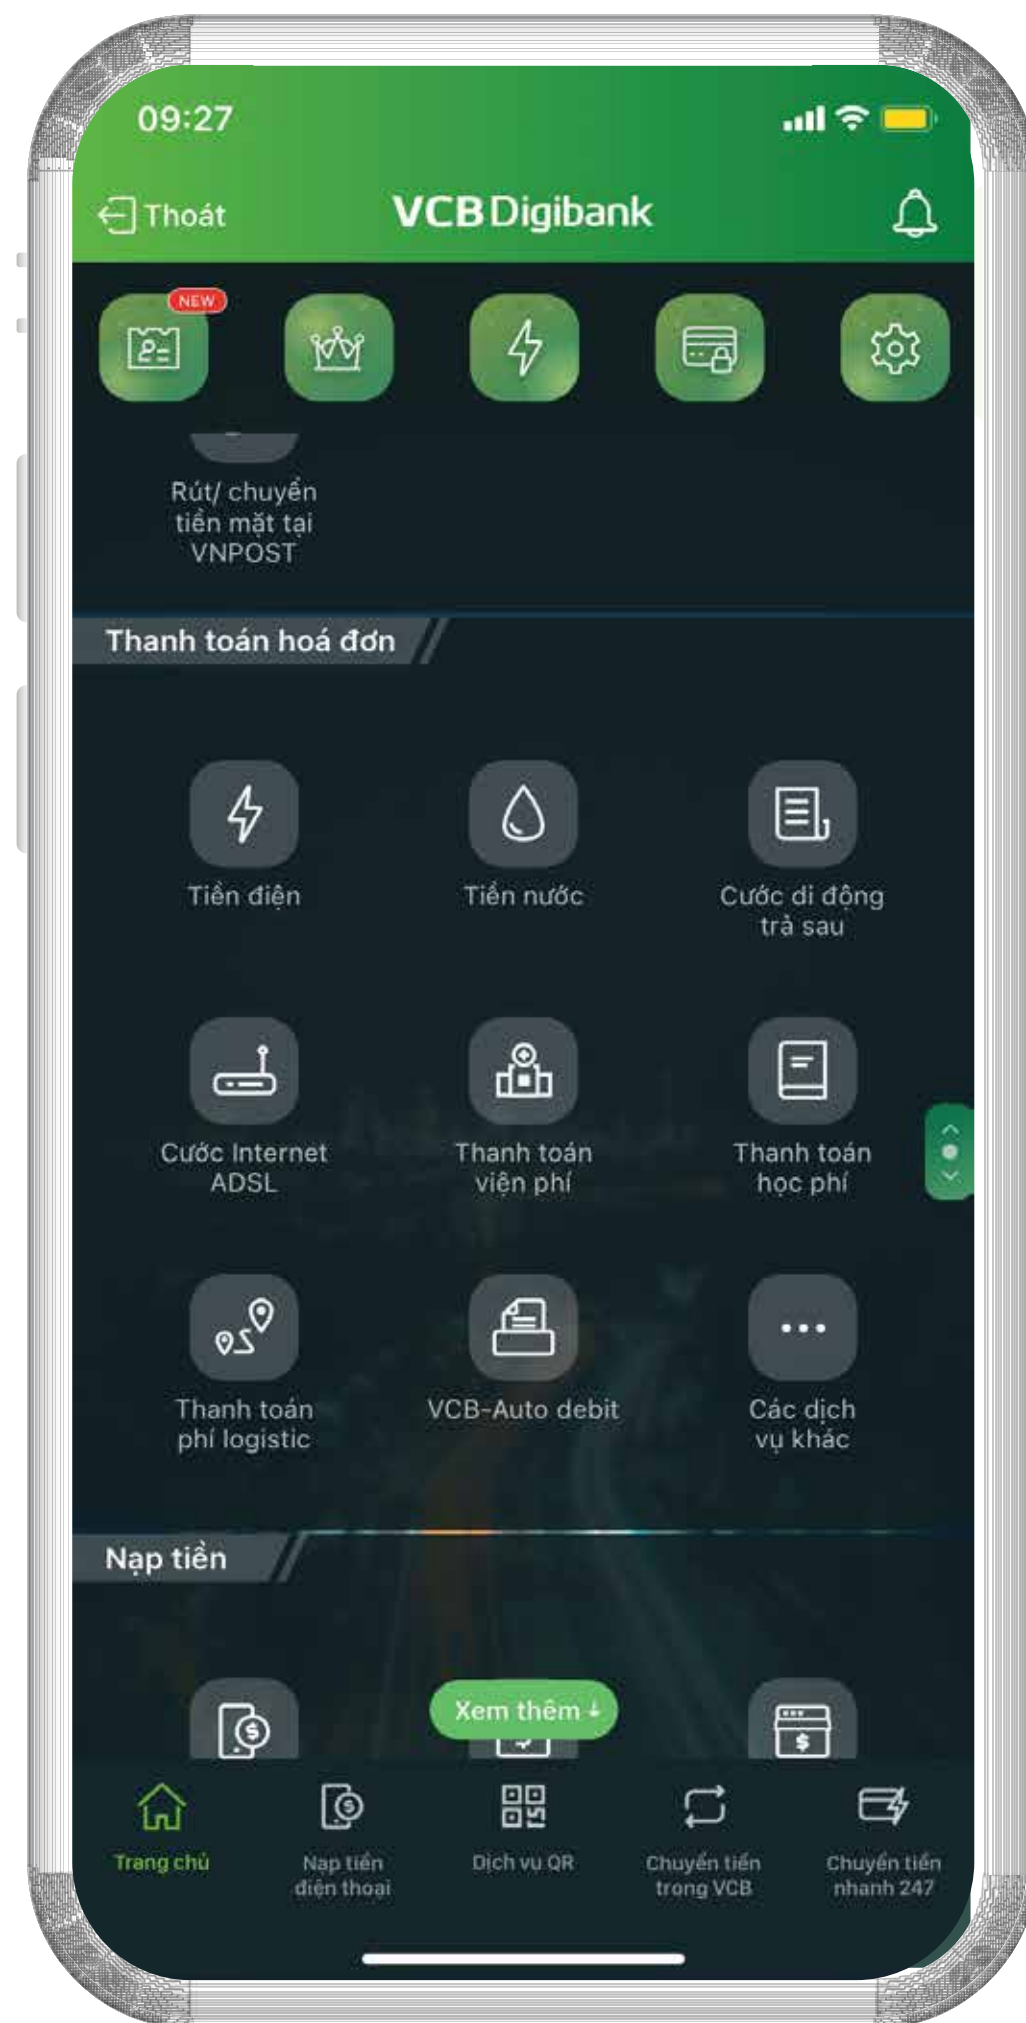 09:27
Thoát
VCB Digibank
NEW
Rút/ chuyển
tiền mặt tại
VNPOST
Thanh toán hoá đơn
Tiền điện
Tiền nước
Cước di động
trả sau
Cước Internet
ADSL
Thanh toán
viện phí
Thanh toán
học phí
Thanh toán
phí logistic
VCB-Auto debit
Các dịch
vụ khác
Nạp tiền
Xem thêm ↓
Trang chủ
Nạp tiền
điện thoại
Dịch vụ QR
Chuyển tiền
trong VCB
Chuyển tiền
nhanh 247